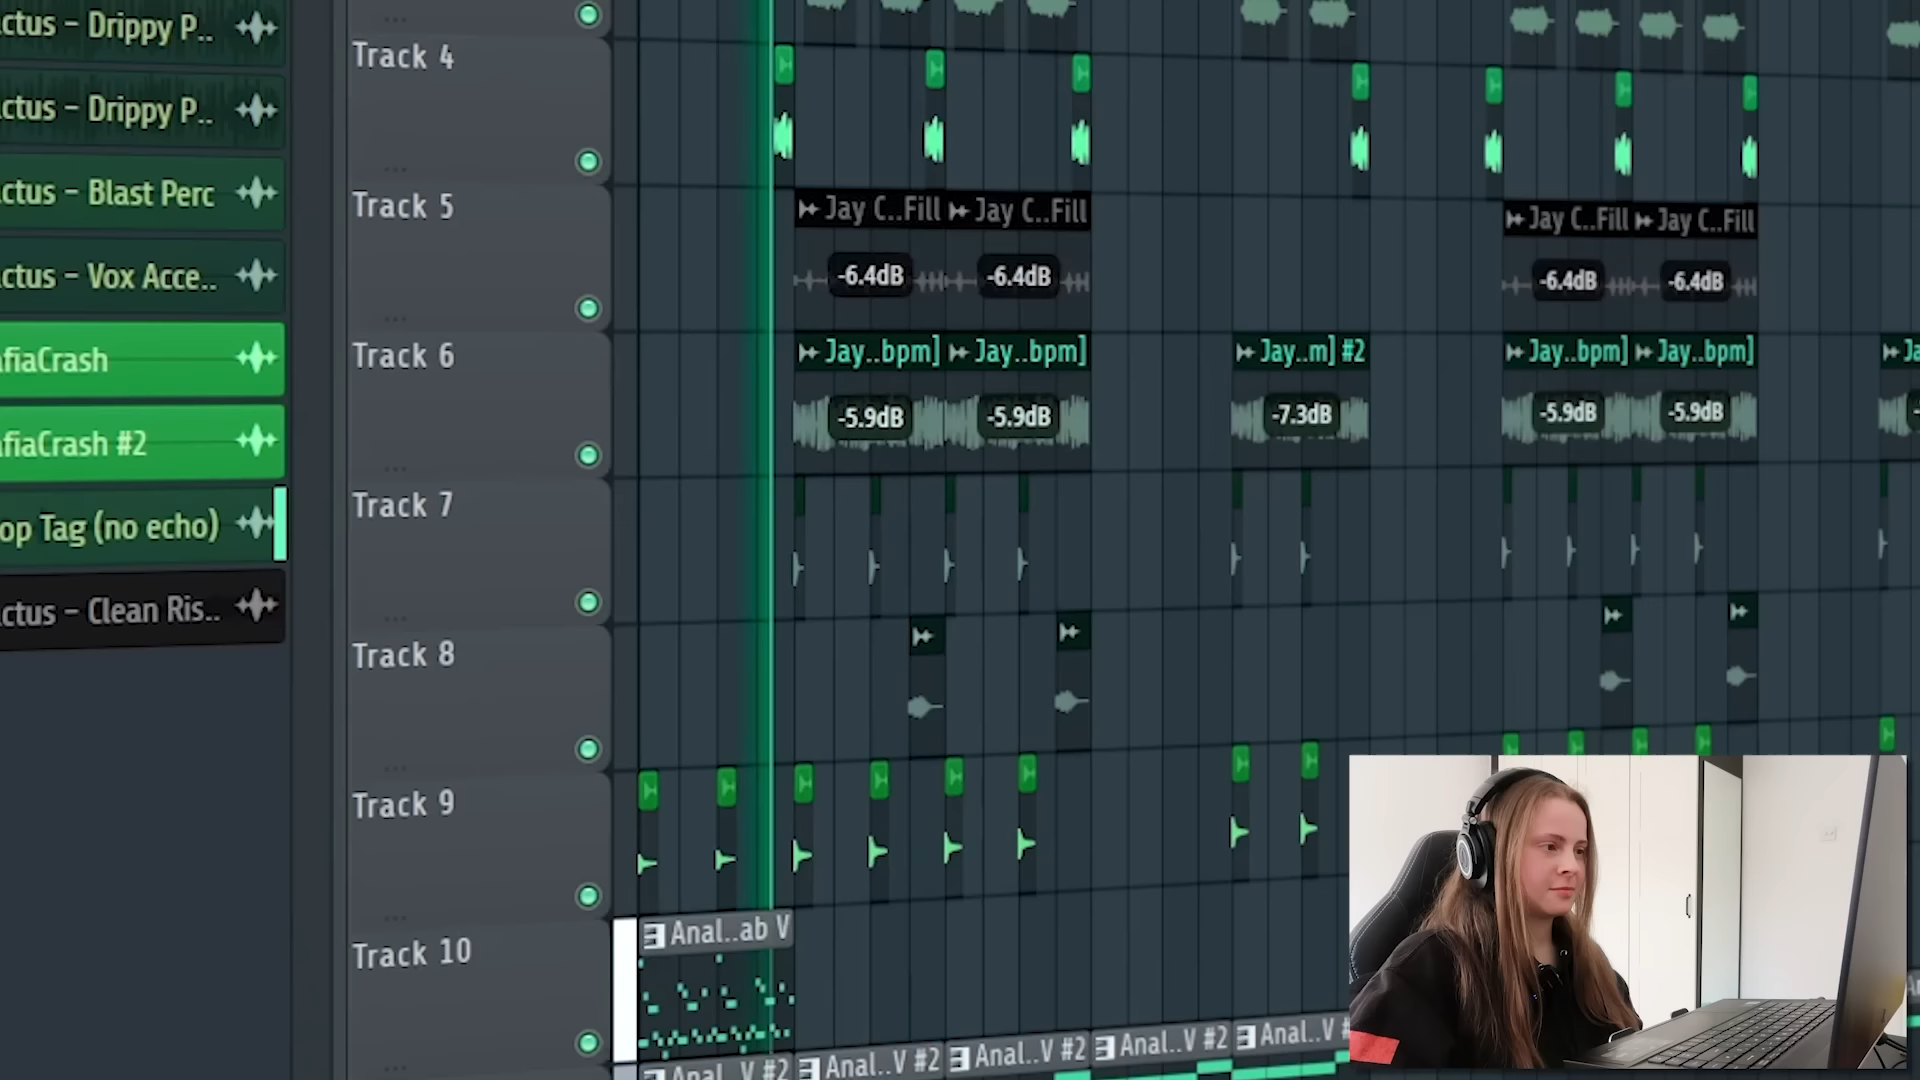 ctus - Drippy P..
ctus - Drippy P..
ctus - Blast Perc
ctus - Vox Acce..
afiaCrash
afiaCrash #2
op Tag (no echo)
ctus - Clean Ris..
Track 4
Track 5
Jay C..Fill
Jay C..Fill
Jay C..Fill
Jay C..Fill
-6.4dB
-6.4dB
-6.4dB
-6.4dB
Track 6
Jay..bpm]
Jay..bpm]
Jay..m] #2
Jay..bpm]
Jay..bpm]
Ja
-5.9dB
-5.9dB
-7.3dB
-5.9dB
-5.9dB
Track 7
Track 8
Track 9
Track 10
Anal..ab V
Anal..V #2
Anal..V #2
Anal..V #2
Anal..V #2
Anal..V #